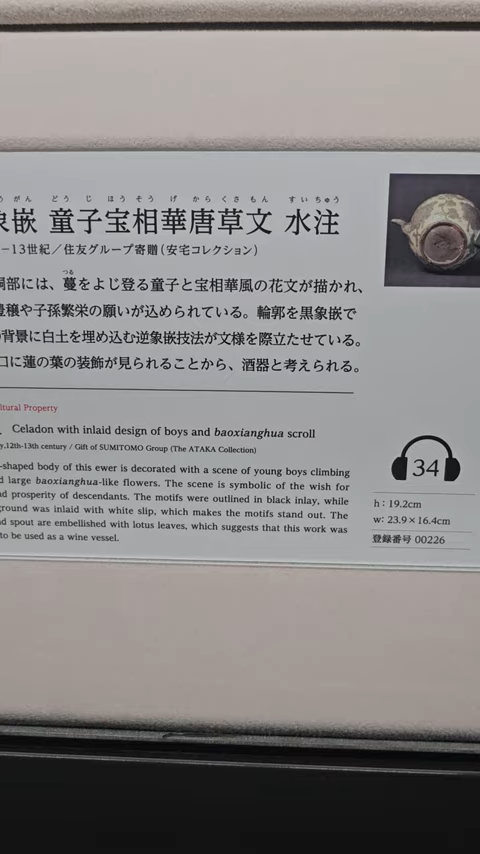 うがん どうじ ほうそう げ からくさもん すいちゅう
象嵌 童子宝相華唐草文 水注
-13世紀／住友グループ寄贈（安宅コレクション）
胴部には、蔓をよじ登る童子と宝相華風の花文が描かれ、
つる
豊穣や子孫繁栄の願いが込められている。輪郭を黒象嵌で
背景に白土を埋め込む逆象嵌技法が文様を際立たせている。
口に蓮の葉の装飾が見られることから、酒器と考えられる。
ltural Property
Celadon with inlaid design of boys and baoxianghua scroll
y, 12th-13th century / Gift of SUMITOMO Group (The ATAKA Collection)
-shaped body of this ewer is decorated with a scene of young boys climbing
d large baoxianghua-like flowers. The scene is symbolic of the wish for
nd prosperity of descendants. The motifs were outlined in black inlay, while
ground was inlaid with white slip, which makes the motifs stand out. The
nd spout are embellished with lotus leaves, which suggests that this work was
to be used as a wine vessel.
34
h : 19.2cm
w: 23.9×16.4cm
登録番号 00226